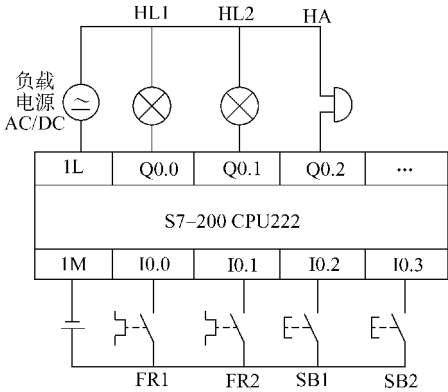 HL1 HL2 HA
负载
电源
AC/DC
1L Q0.0 Q0.1 Q0.2 ...
S7-200 CPU222
1M I0.0 I0.1 I0.2 I0.3
FR1 FR2 SB1 SB2